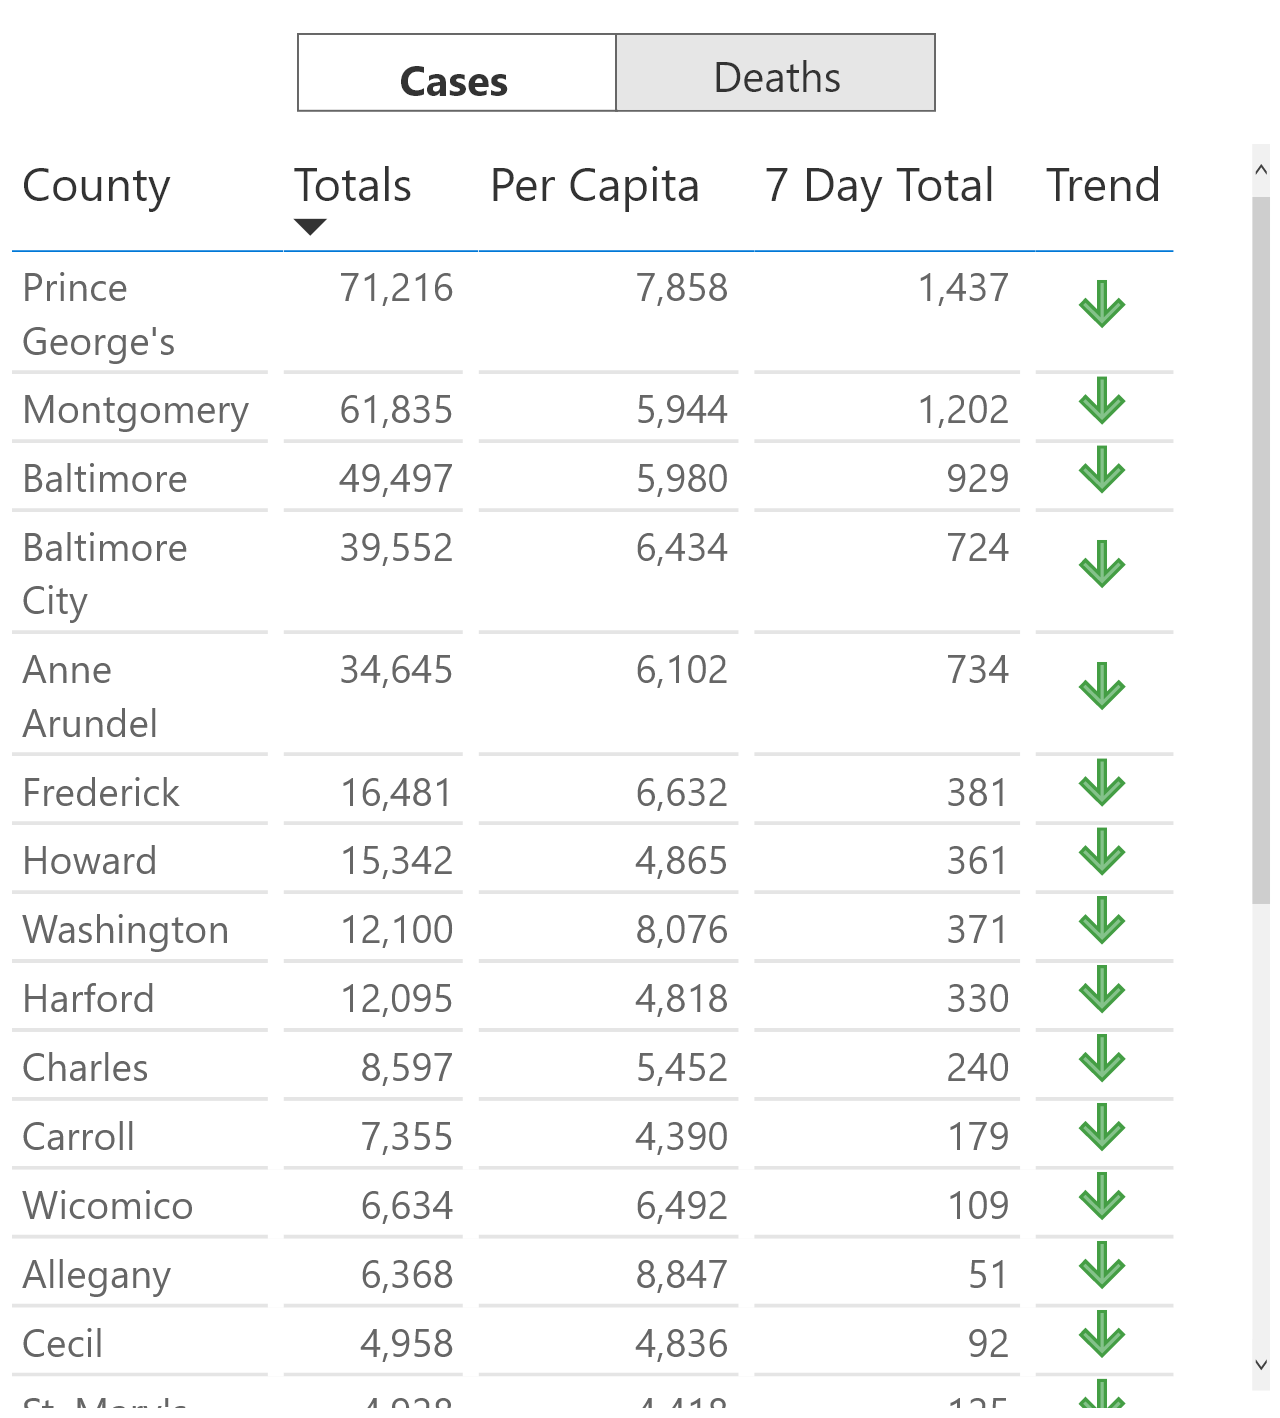 Cases Deaths
County Totals Per Capita 7 Day Total Trend
Prince 71,216 7,858 1,437
George's
Montgomery 61,835 5,944 1,202
Baltimore 49,497 5,980 929
Baltimore 39,552 6,434 724
City
Anne 34,645 6,102 734
Arundel
Frederick 16,481 6,632 381
Howard 15,342 4,865 361
Washington 12,100 8,076 371
Harford 12,095 4,818 330
Charles 8,597 5,452 240
Carroll 7,355 4,390 179
Wicomico 6,634 6,492 109
Allegany 6,368 8,847 51
Cecil 4,958 4,836 92
St. Mary's